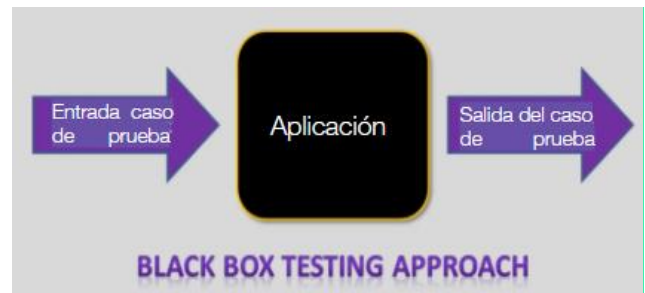 Entrada caso
de prueba
Aplicación
Salida del caso
de prueba
BLACK BOX TESTING APPROACH